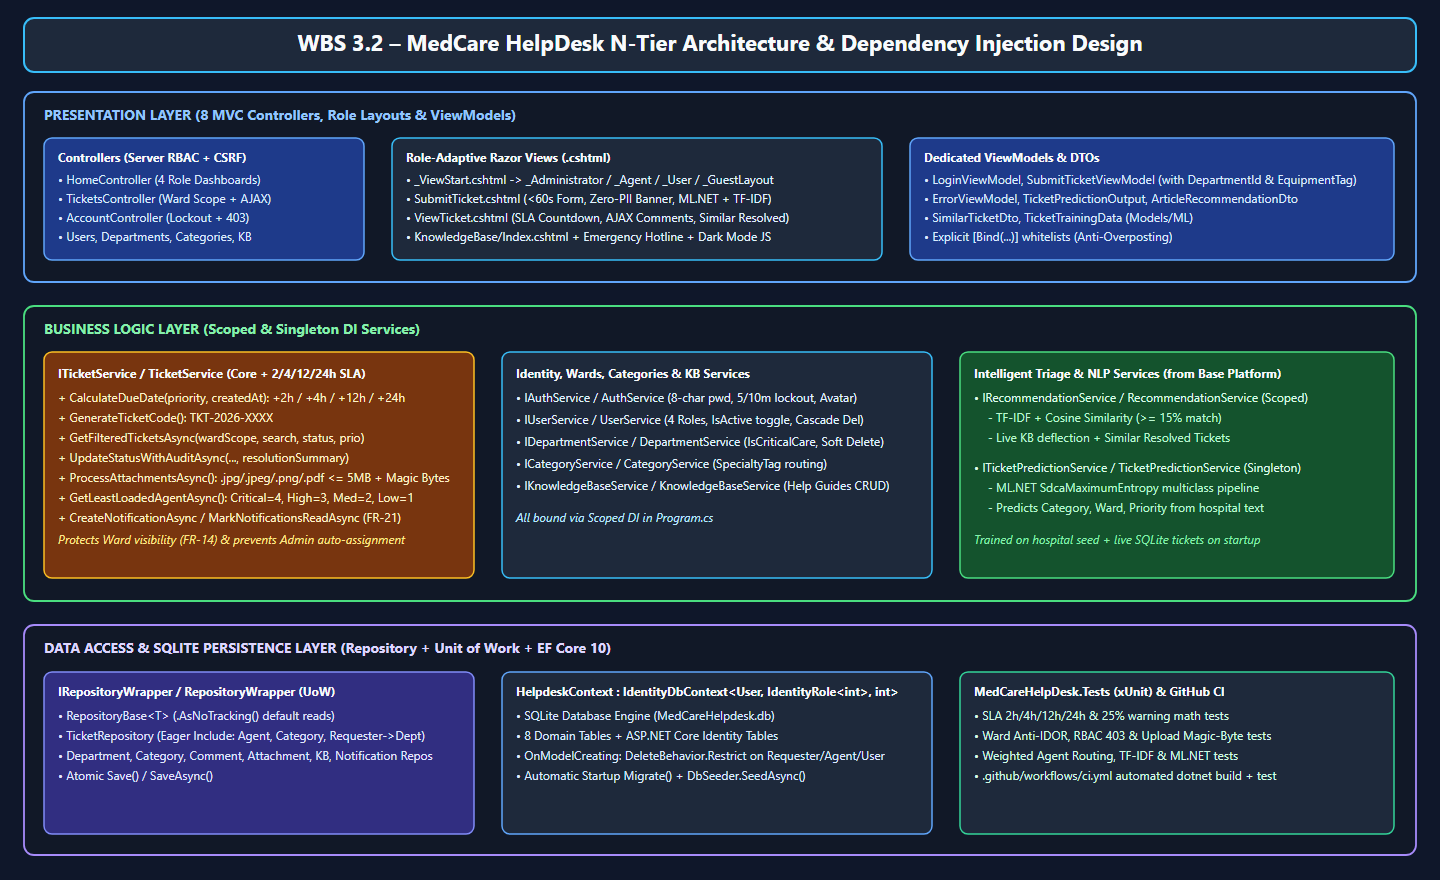 WBS 3.2 – MedCare HelpDesk N-Tier Architecture & Dependency Injection Design
PRESENTATION LAYER (8 MVC Controllers, Role Layouts & ViewModels)
Controllers (Server RBAC + CSRF)
• HomeController (4 Role Dashboards)
• TicketsController (Ward Scope + AJAX)
• AccountController (Lockout + 403)
• Users, Departments, Categories, KB
Role-Adaptive Razor Views (.cshtml)
• _ViewStart.cshtml -> _Administrator / _Agent / _User / _GuestLayout
• SubmitTicket.cshtml (<60s Form, Zero-PII Banner, ML.NET + TF-IDF)
• ViewTicket.cshtml (SLA Countdown, AJAX Comments, Similar Resolved)
• KnowledgeBase/Index.cshtml + Emergency Hotline + Dark Mode JS
Dedicated ViewModels & DTOs
• LoginViewModel, SubmitTicketViewModel (with DepartmentId & EquipmentTag)
• ErrorViewModel, TicketPredictionOutput, ArticleRecommendationDto
• SimilarTicketDto, TicketTrainingData (Models/ML)
• Explicit [Bind(...)] whitelists (Anti-Overposting)
BUSINESS LOGIC LAYER (Scoped & Singleton DI Services)
ITicketService / TicketService (Core + 2/4/12/24h SLA)
+ CalculateDueDate(priority, createdAt): +2h / +4h / +12h / +24h
+ GenerateTicketCode(): TKT-2026-XXXX
+ GetFilteredTicketsAsync(wardScope, search, status, prio)
+ UpdateStatusWithAuditAsync(..., resolutionSummary)
+ ProcessAttachmentsAsync(): .jpg/.jpeg/.png/.pdf <= 5MB + Magic Bytes
+ GetLeastLoadedAgentAsync(): Critical=4, High=3, Med=2, Low=1
+ CreateNotificationAsync / MarkNotificationsReadAsync (FR-21)
Protects Ward visibility (FR-14) & prevents Admin auto-assignment
Identity, Wards, Categories & KB Services
• IAuthService / AuthService (8-char pwd, 5/10m lockout, Avatar)
• IUserService / UserService (4 Roles, IsActive toggle, Cascade Del)
• IDepartmentService / DepartmentService (IsCriticalCare, Soft Delete)
• ICategoryService / CategoryService (SpecialtyTag routing)
• IKnowledgeBaseService / KnowledgeBaseService (Help Guides CRUD)
All bound via Scoped DI in Program.cs
Intelligent Triage & NLP Services (from Base Platform)
• IRecommendationService / RecommendationService (Scoped)
- TF-IDF + Cosine Similarity (>= 15% match)
- Live KB deflection + Similar Resolved Tickets
• ITicketPredictionService / TicketPredictionService (Singleton)
- ML.NET SdcaMaximumEntropy multiclass pipeline
- Predicts Category, Ward, Priority from hospital text
Trained on hospital seed + live SQLite tickets on startup
DATA ACCESS & SQLITE PERSISTENCE LAYER (Repository + Unit of Work + EF Core 10)
IRepositoryWrapper / RepositoryWrapper (UoW)
• RepositoryBase<T> (.AsNoTracking() default reads)
• TicketRepository (Eager Include: Agent, Category, Requester->Dept)
• Department, Category, Comment, Attachment, KB, Notification Repos
• Atomic Save() / SaveAsync()
HelpdeskContext : IdentityDbContext<User, IdentityRole<int>, int>
• SQLite Database Engine (MedCareHelpdesk.db)
• 8 Domain Tables + ASP.NET Core Identity Tables
• OnModelCreating: DeleteBehavior.Restrict on Requester/Agent/User
• Automatic Startup Migrate() + DbSeeder.SeedAsync()
MedCareHelpDesk.Tests (xUnit) & GitHub CI
• SLA 2h/4h/12h/24h & 25% warning math tests
• Ward Anti-IDOR, RBAC 403 & Upload Magic-Byte tests
• Weighted Agent Routing, TF-IDF & ML.NET tests
• .github/workflows/ci.yml automated dotnet build + test